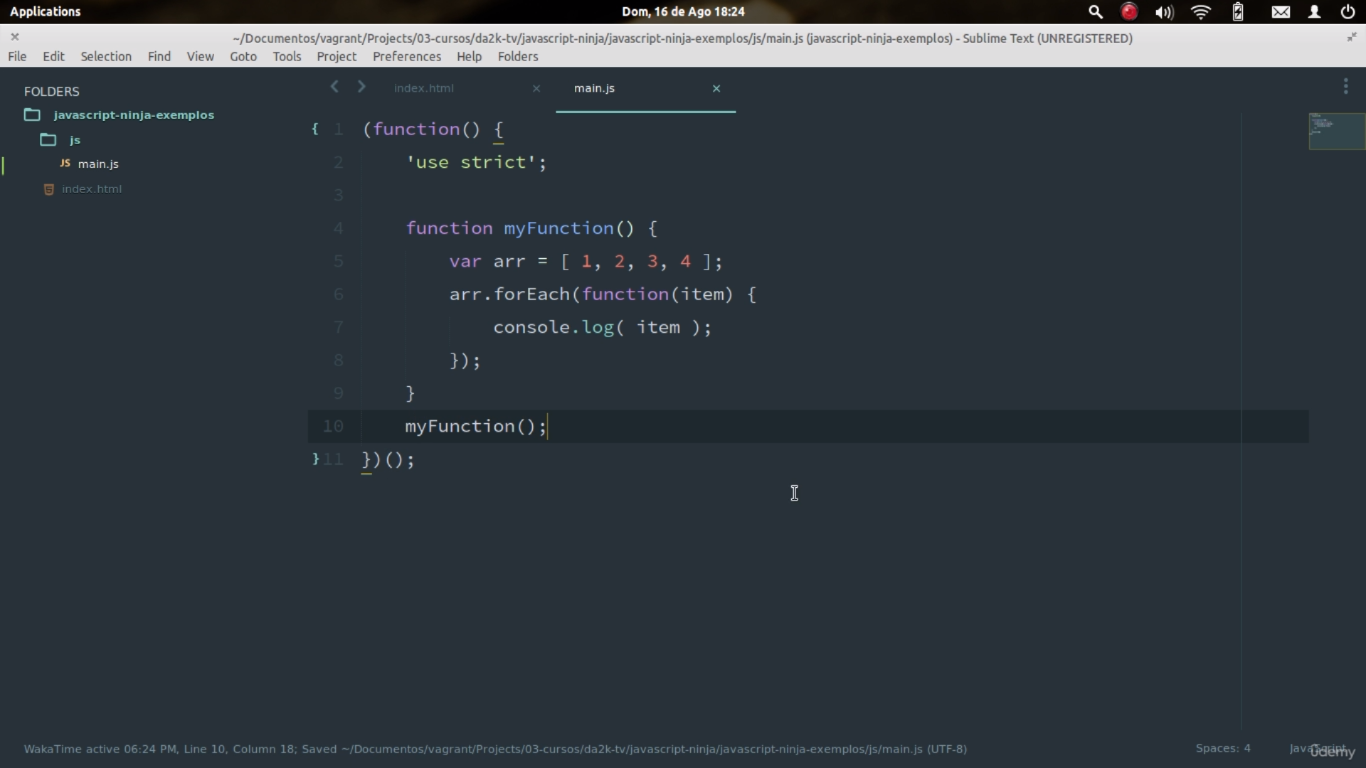 Applications
Dom, 16 de Ago 18:24
~/Documentos/vagrant/Projects/03-cursos/da2k-tv/javascript-ninja/javascript-ninja-exemplos/js/main.js (javascript-ninja-exemplos) - Sublime Text (UNREGISTERED)
File Edit Selection Find View Goto Tools Project Preferences Help Folders
FOLDERS
javascript-ninja-exemplos
js
JS main.js
index.html
index.html
main.js
{ 1 (function() {
2 'use strict';
3
4 function myFunction() {
5 var arr = [ 1, 2, 3, 4 ];
6 arr.forEach(function(item) {
7 console.log( item );
8 });
9 }
10 myFunction();
} 11 })();
WakaTime active 06:24 PM, Line 10, Column 18; Saved ~/Documentos/vagrant/Projects/03-cursos/da2k-tv/javascript-ninja/javascript-ninja-exemplos/js/main.js (UTF-8)
Spaces: 4
JavaScript
ûdemy